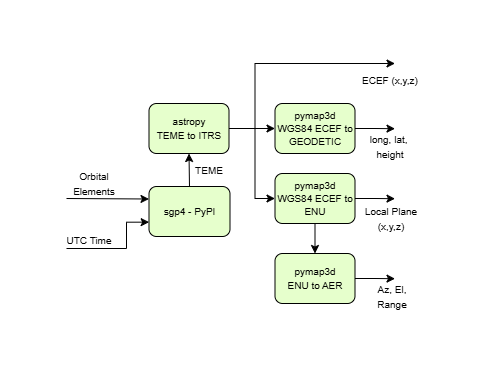 ECEF (x,y,z)
astropy
TEME to ITRS
pymap3d
WGS84 ECEF to
GEODETIC
long, lat,
height
TEME
Orbital
Elements
sgp4 - PyPI
UTC Time
pymap3d
WGS84 ECEF to
ENU
Local Plane
(x,y,z)
pymap3d
ENU to AER
Az, El,
Range